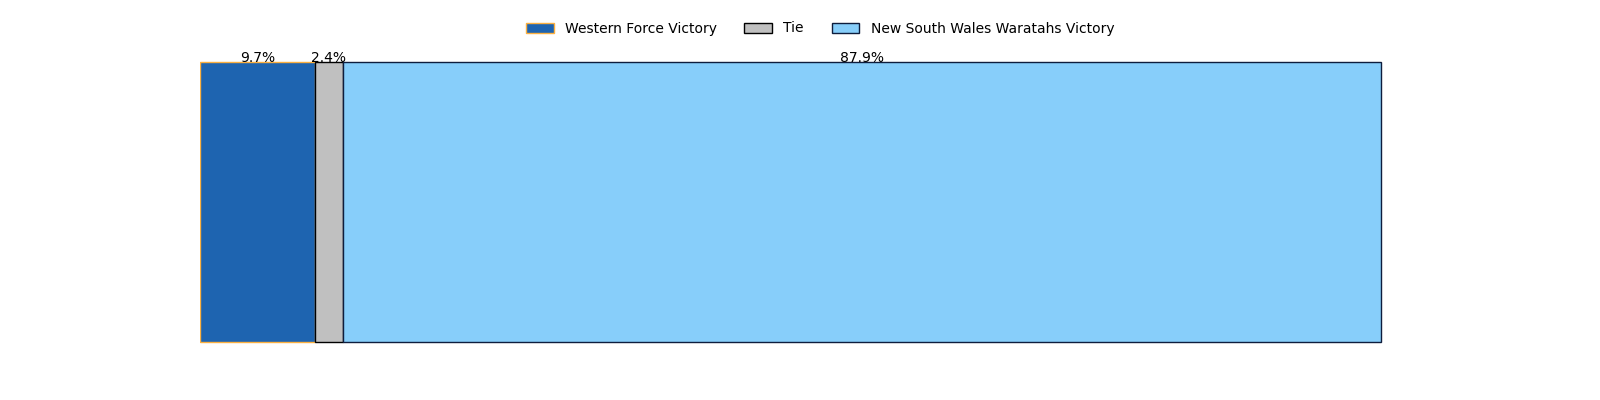 Western Force Victory Tie New South Wales Waratahs Victory
9.7% 2.4% 87.9%